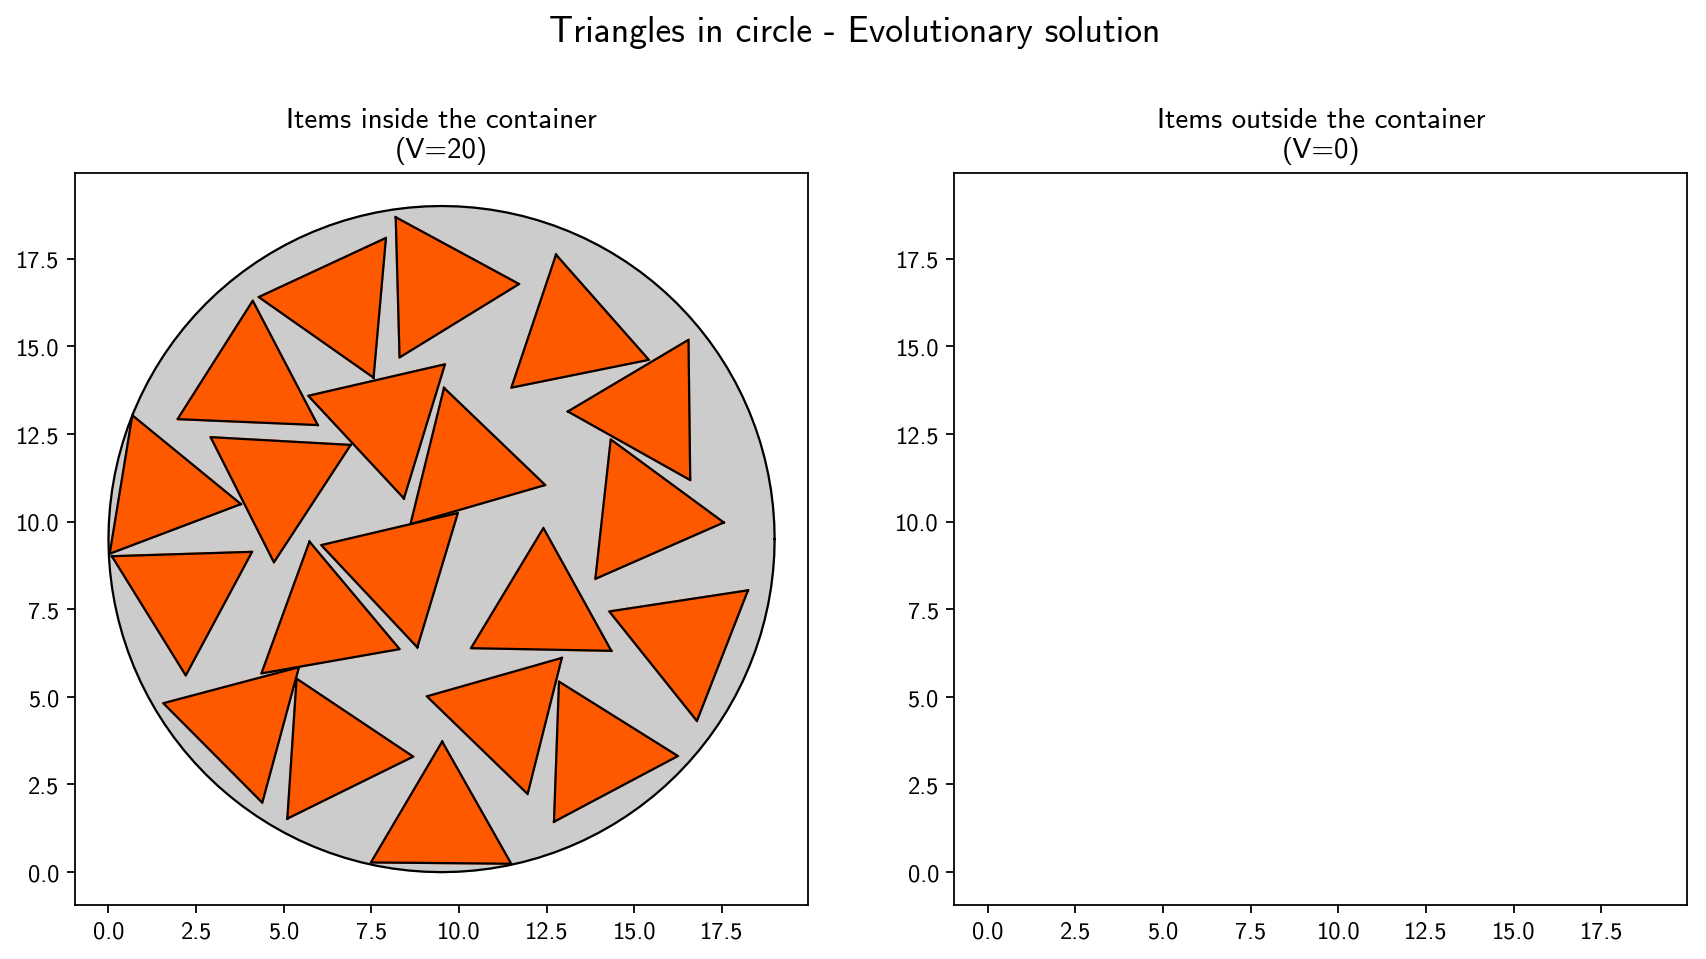 Triangles in circle - Evolutionary solution
Items inside the container
(V=20)
Items outside the container
(V=0)
17.5
15.0
12.5
10.0
7.5
5.0
2.5
0.0
0.0 2.5 5.0 7.5 10.0 12.5 15.0 17.5
17.5
15.0
12.5
10.0
7.5
5.0
2.5
0.0
0.0 2.5 5.0 7.5 10.0 12.5 15.0 17.5